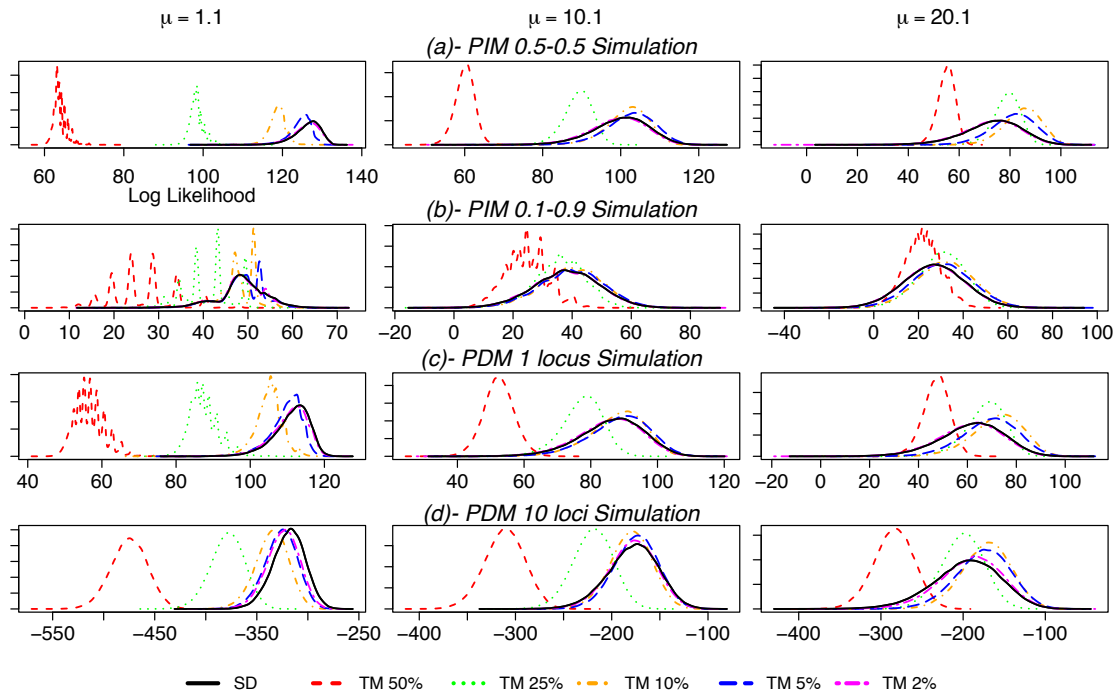 μ = 1.1 μ = 10.1 μ = 20.1
(a)- PIM 0.5-0.5 Simulation
60 80 100 120 140 60 80 100 120 0 20 40 60 80 100
Log Likelihood
(b)- PIM 0.1-0.9 Simulation
0 10 20 30 40 50 60 70 −20 0 20 40 60 80 −40 0 20 40 60 80 100
(c)- PDM 1 locus Simulation
40 60 80 100 120 40 60 80 100 120 −20 0 20 40 60 80 100
(d)- PDM 10 loci Simulation
−550 −450 −350 −250 −400 −300 −200 −100 −400 −300 −200 −100
SD TM 50% TM 25% TM 10% TM 5% TM 2%